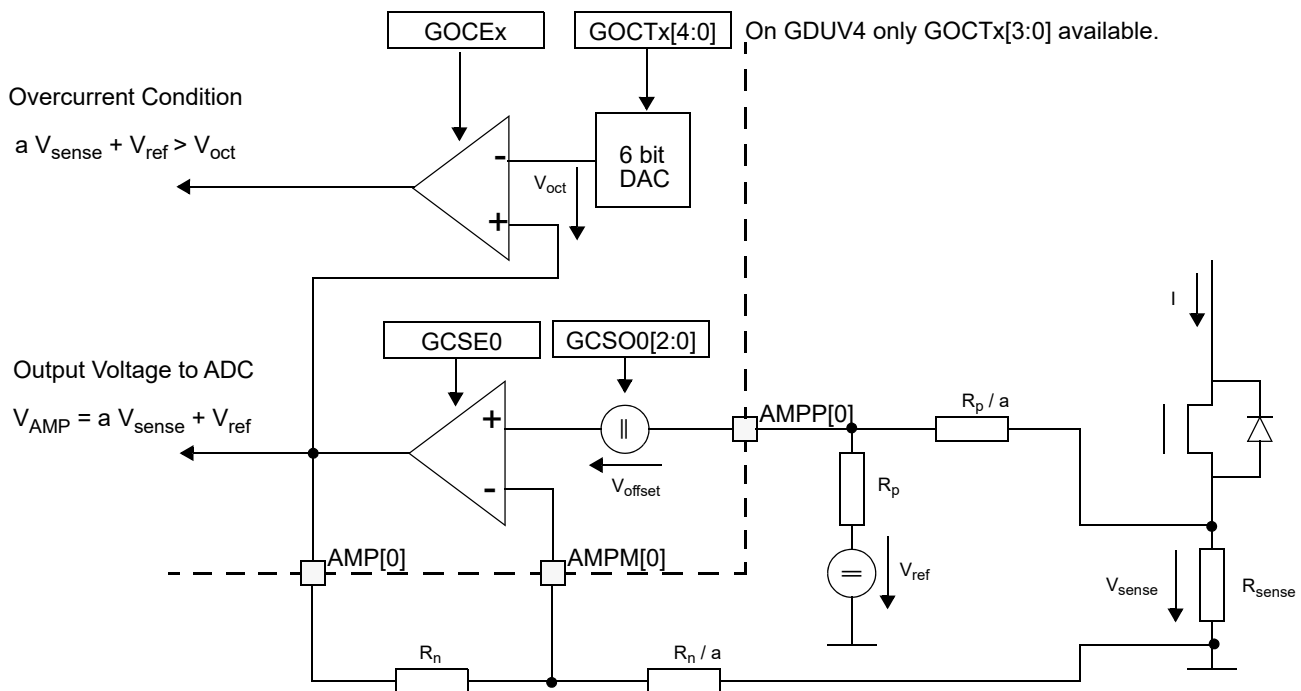 GOCEx
GOCTx[4:0]
On GDUV4 only GOCTx[3:0] available.
Overcurrent Condition
a Vsense + Vref > Voct
-
6 bit
DAC
Voct
+
I
GCSE0
GCSO0[2:0]
Output Voltage to ADC
VAMP = a Vsense + Vref
+
AMPP[0]
Rp / a
-
Voffset
Rp
AMP[0]
AMPM[0]
Vref
Vsense
Rsense
Rn
Rn / a